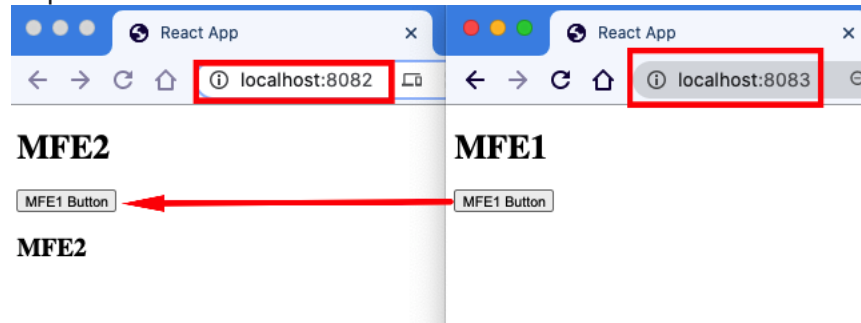 React App
localhost:8082
MFE2
MFE1 Button
MFE2
React App
localhost:8083
MFE1
MFE1 Button